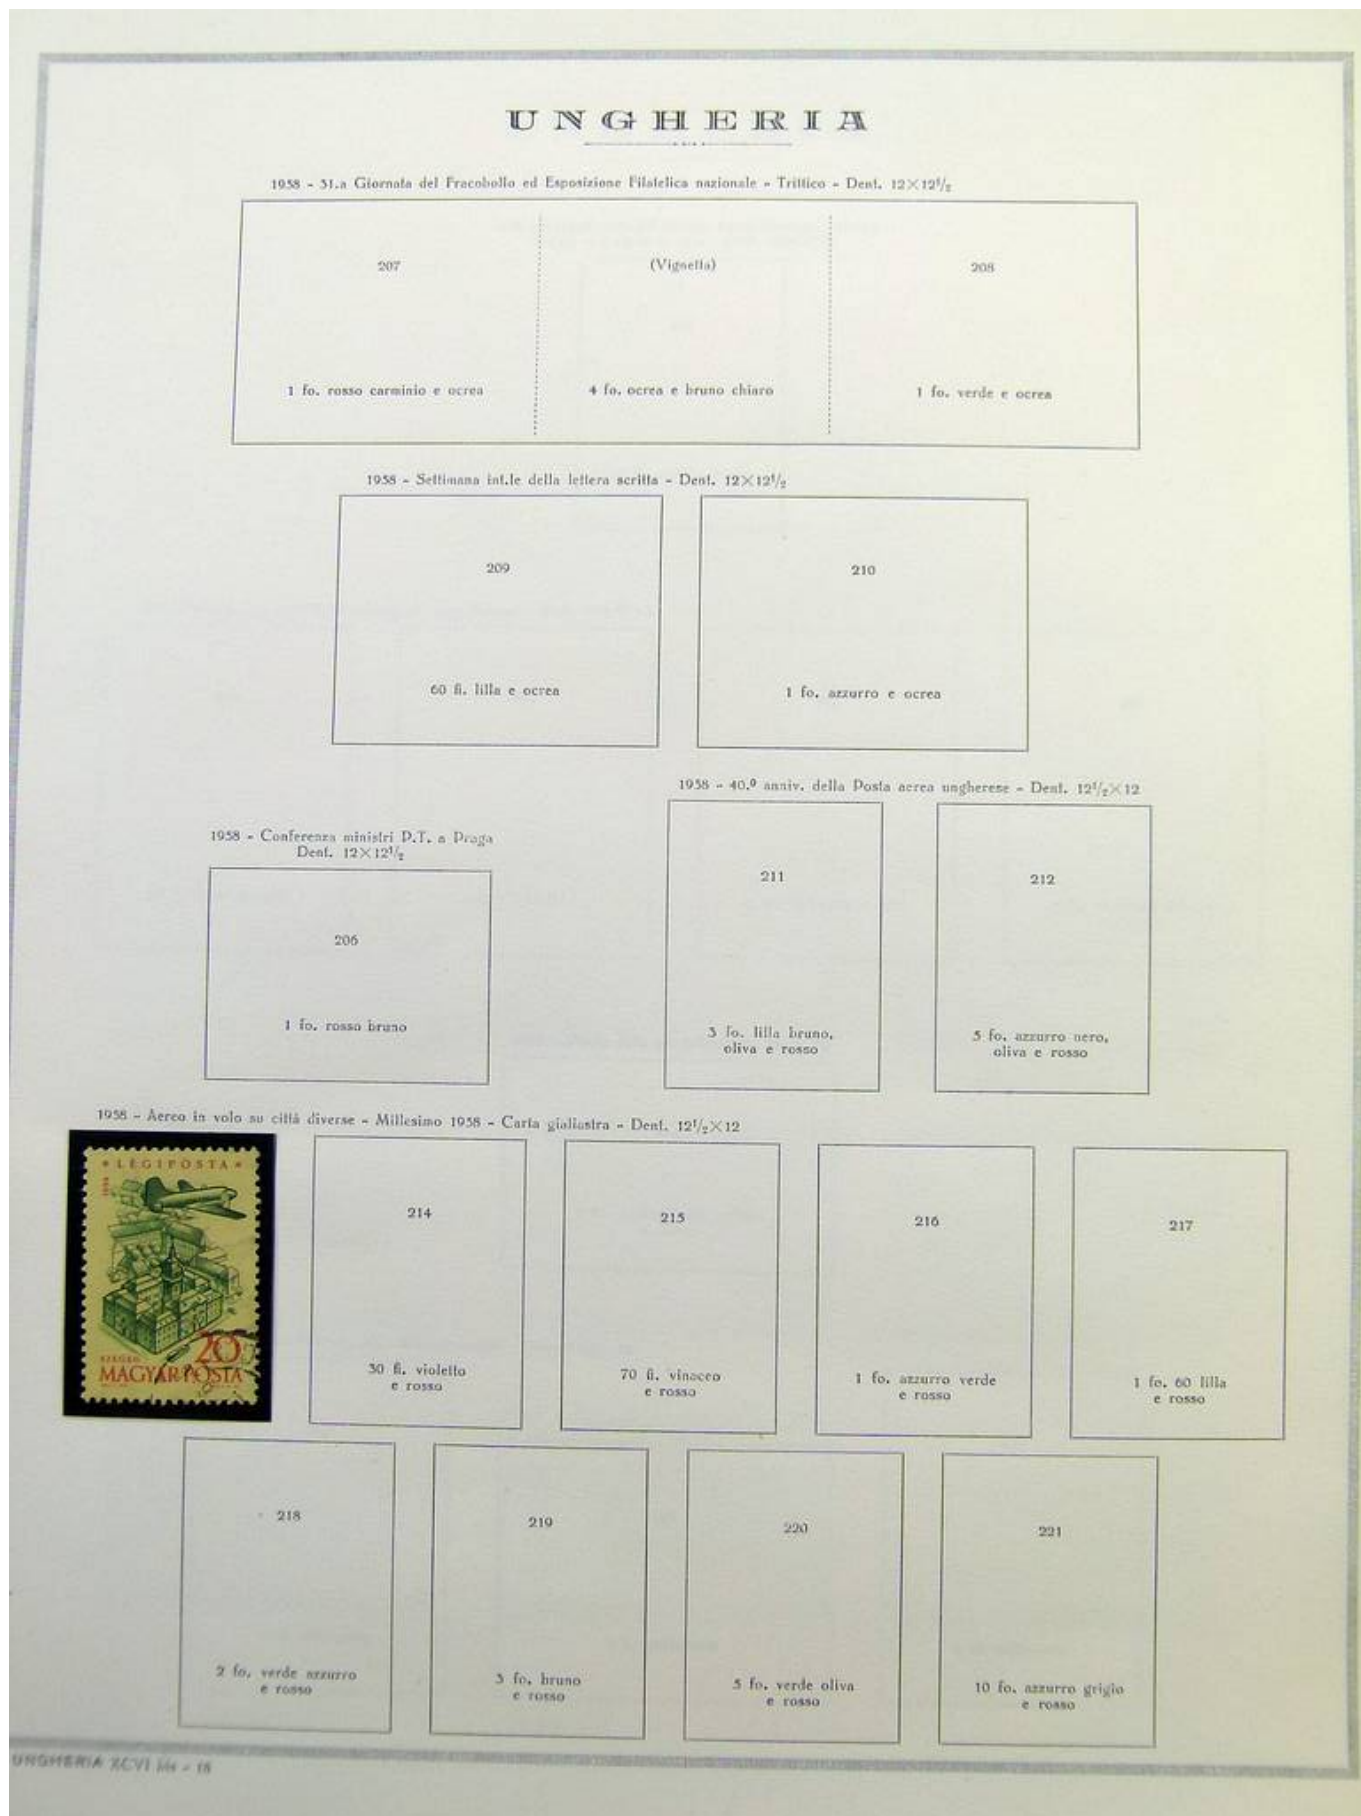 UNGHERIA
1958 - 31.a Giornata del Fracobollo ed Esposizione Filatelica nazionale - Trittico - Dent. 12×12½
207
(Vignetta)
208
1 fo. rosso carminio e ocrea
4 fo. ocrea e bruno chiaro
1 fo. verde e ocrea
1958 - Settimana int.le della lettera scritta - Dent. 12×12½
209
210
60 fi. lilla e ocrea
1 fo. azzurro e ocrea
1958 - 40.º anniv. della Posta aerea ungherese - Dent. 12½×12
211
212
3 fo. lilla bruno,
oliva e rosso
5 fo. azzurro nero,
oliva e rosso
1958 - Conferenza ministri P.T. a Praga
Dent. 12×12½
206
1 fo. rosso bruno
1958 - Aereo in volo su città diverse - Millesimo 1958 - Carta giallastra - Dent. 12½×12
LÉGIPOSTA
1958
20
SZEGED
MAGYAR POSTA
214
30 fi. violetto
e rosso
215
70 fi. vinaceo
e rosso
216
1 fo. azzurro verde
e rosso
217
1 fo. 60 lilla
e rosso
218
2 fo. verde azzurro
e rosso
219
3 fo. bruno
e rosso
220
5 fo. verde oliva
e rosso
221
10 fo. azzurro grigio
e rosso
UNGHERIA XCVI bis - 18